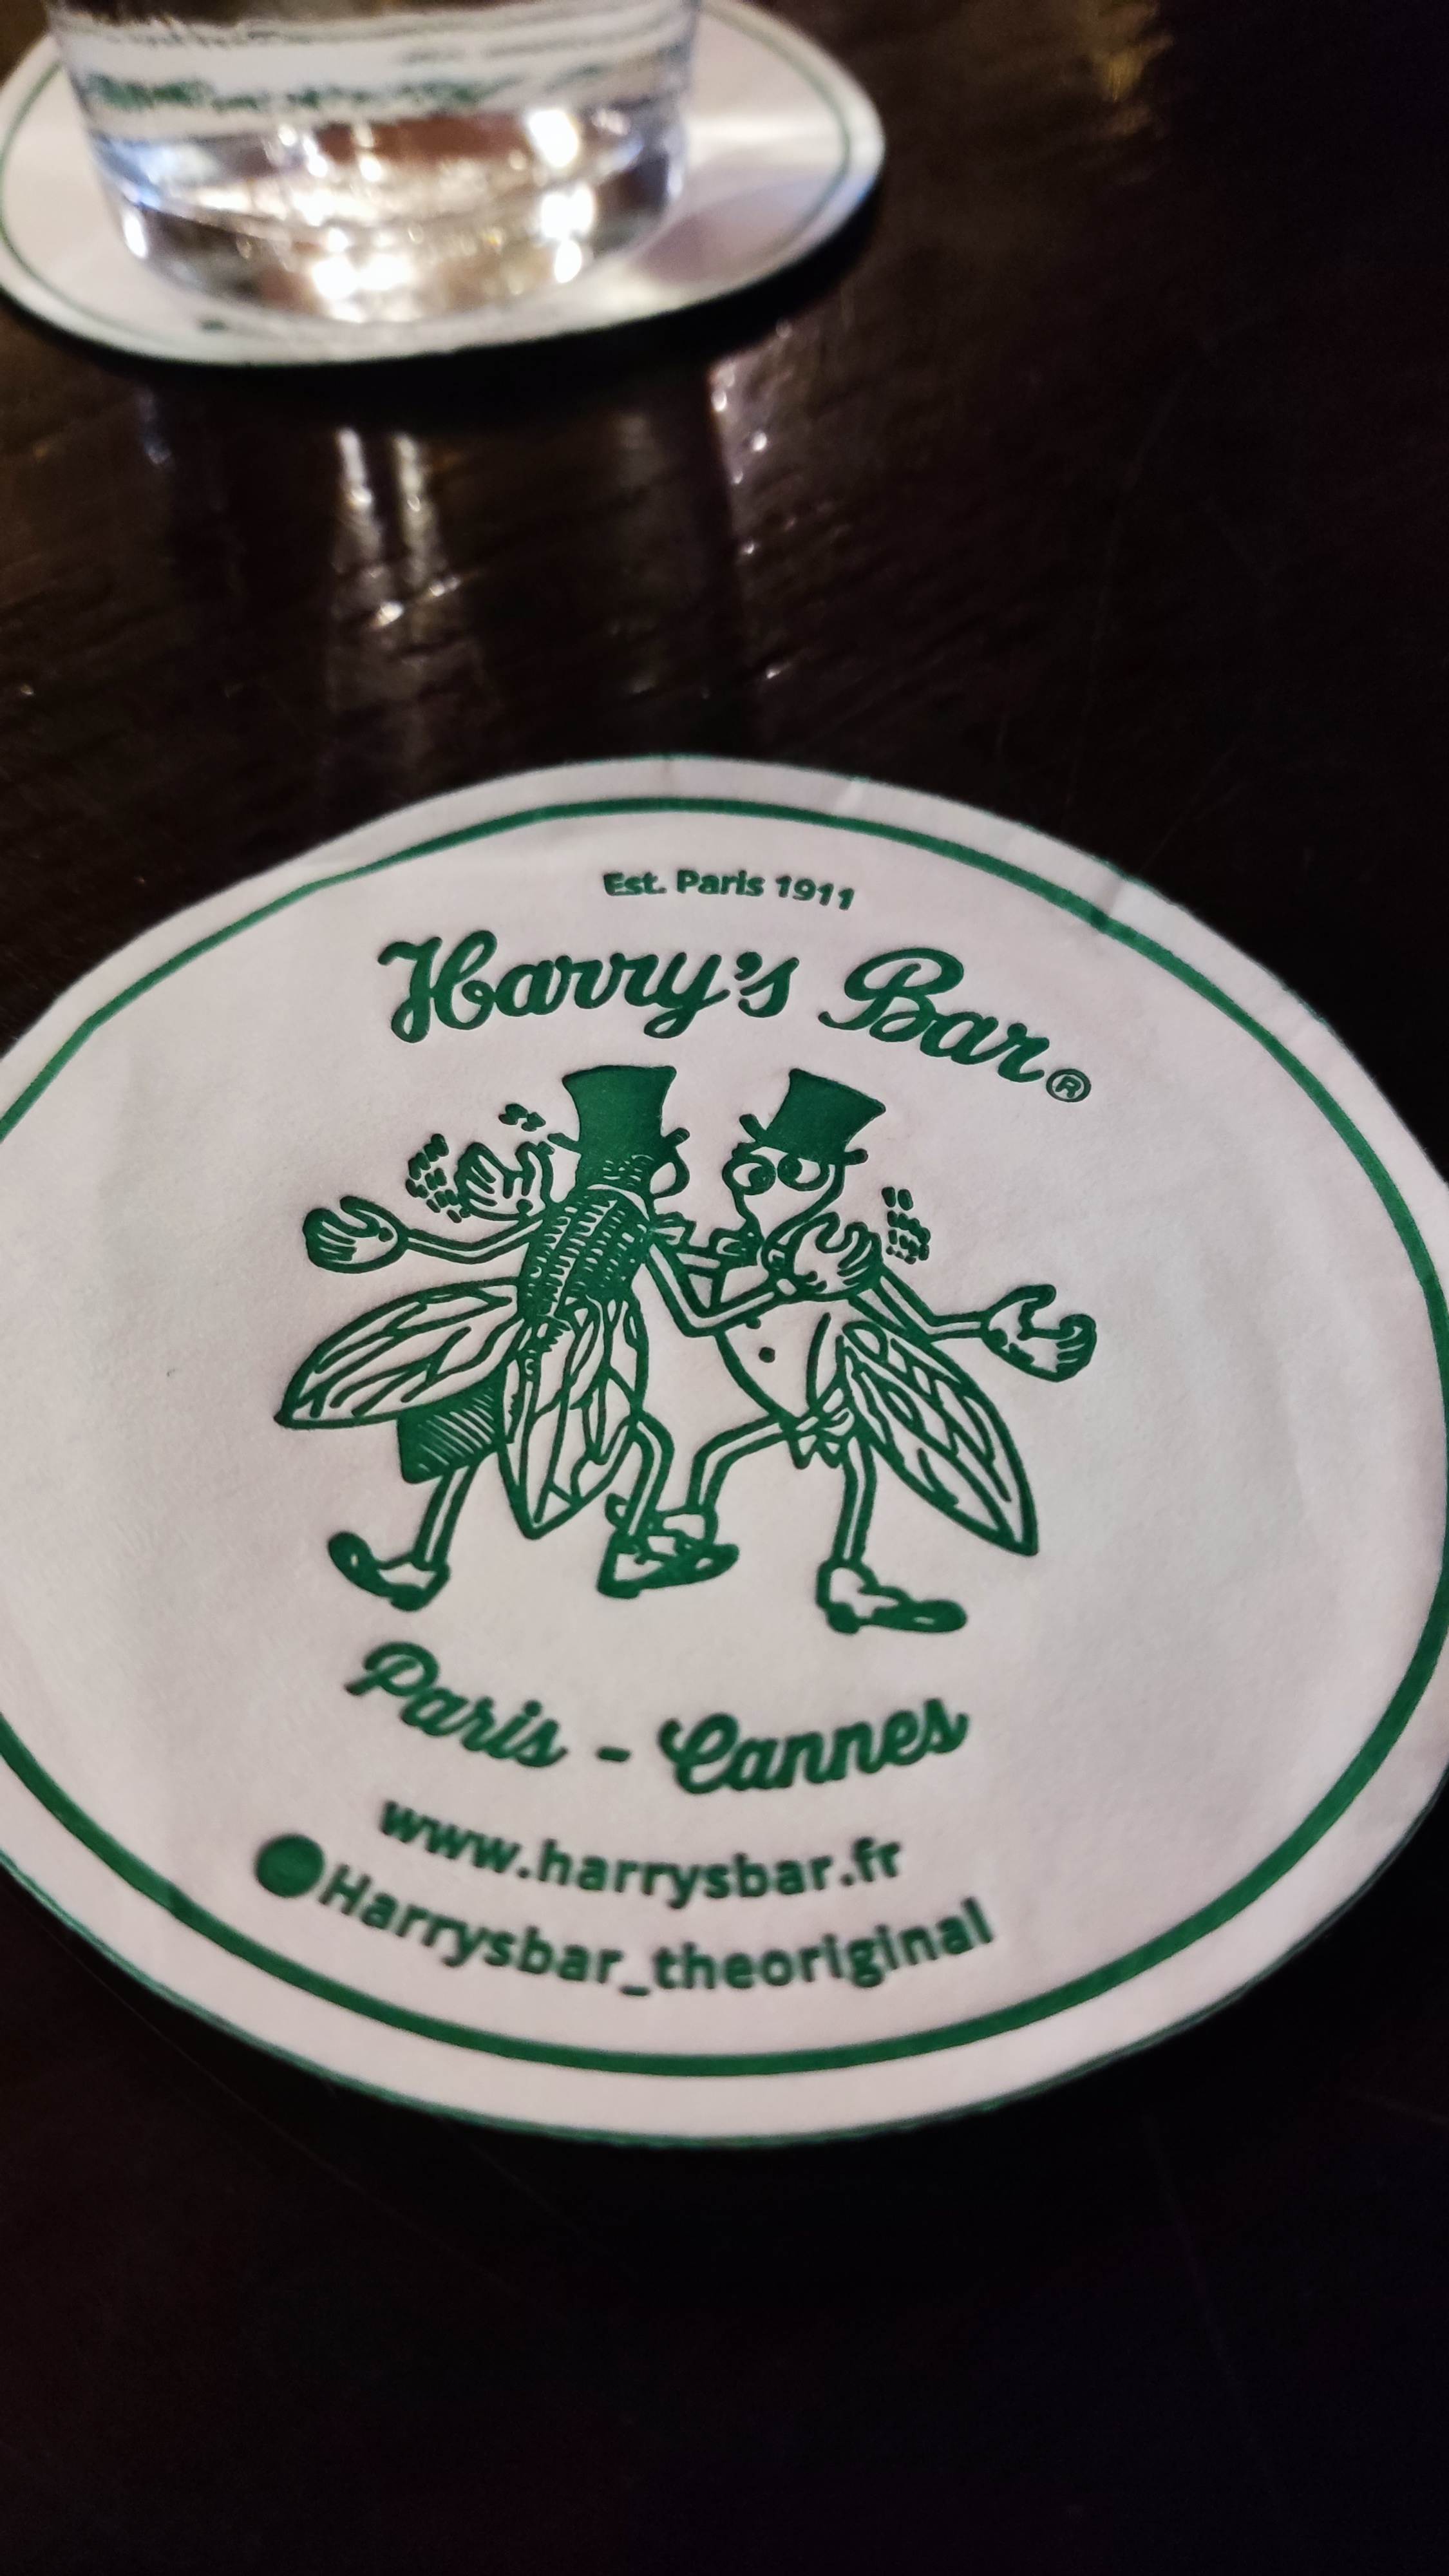 Est. Paris 1911
Harry's Bar®
Paris - Cannes
www.harrysbar.fr
Harrysbar_theoriginal